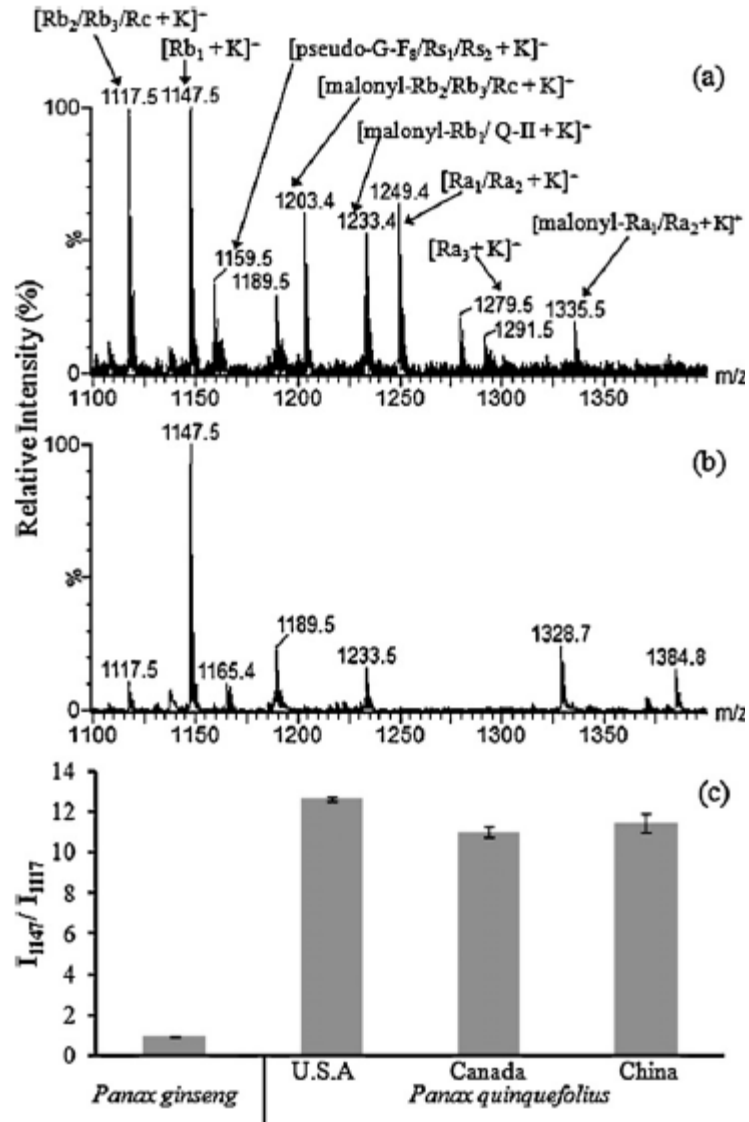 [Rb₂/Rb₃/Rc + K]⁺
[Rb₁ + K]⁺
[pseudo-G-F₈/Rs₁/Rs₂ + K]⁺
(a)
[malonyl-Rb₂/Rb₃/Rc + K]⁺
[malonyl-Rb₁/ Q-II + K]⁺
[Ra₁/Ra₂ + K]⁺
[Ra₃ + K]⁺
[malonyl-Ra₁/Ra₂+K]⁺
100
1117.5
1147.5
1159.5
1189.5
1203.4
1233.4
1249.4
1279.5
1291.5
1335.5
%
0
1100 1150 1200 1250 1300 1350 m/z
Relative Intensity (%)
(b)
100
1147.5
1117.5
1165.4
1189.5
1233.5
1328.7
1384.8
%
0
1100 1150 1200 1250 1300 1350 m/z
(c)
Ī₁₁₄₇/ Ī₁₁₁₇
14
12
10
8
6
4
2
0
U.S.A Canada China
Panax ginseng Panax quinquefolius